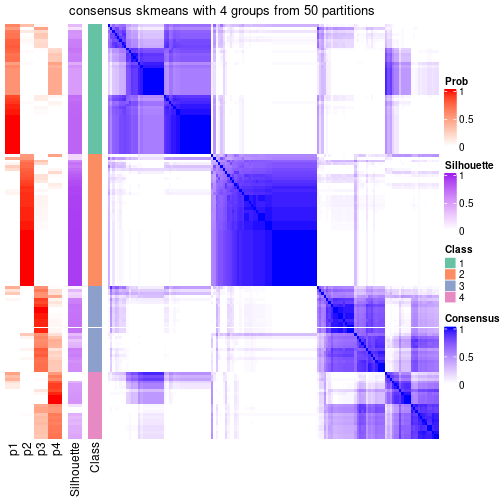 consensus skmeans with 4 groups from 50 partitions
Prob
1
0.5
0
Silhouette
1
0.5
0
Class
1
2
3
4
Consensus
1
0.5
0
p1
p2
p3
p4
Silhouette
Class